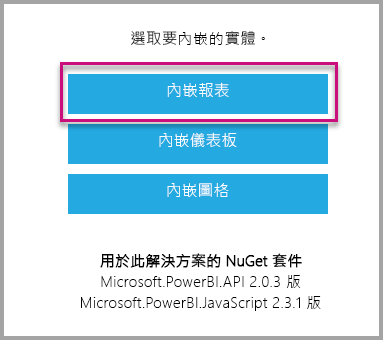 選取要內嵌的實體。
內嵌報表
內嵌儀表板
內嵌圖格
用於此解決方案的 NuGet 套件
Microsoft.PowerBI.API 2.0.3 版
Microsoft.PowerBI.JavaScript 2.3.1 版